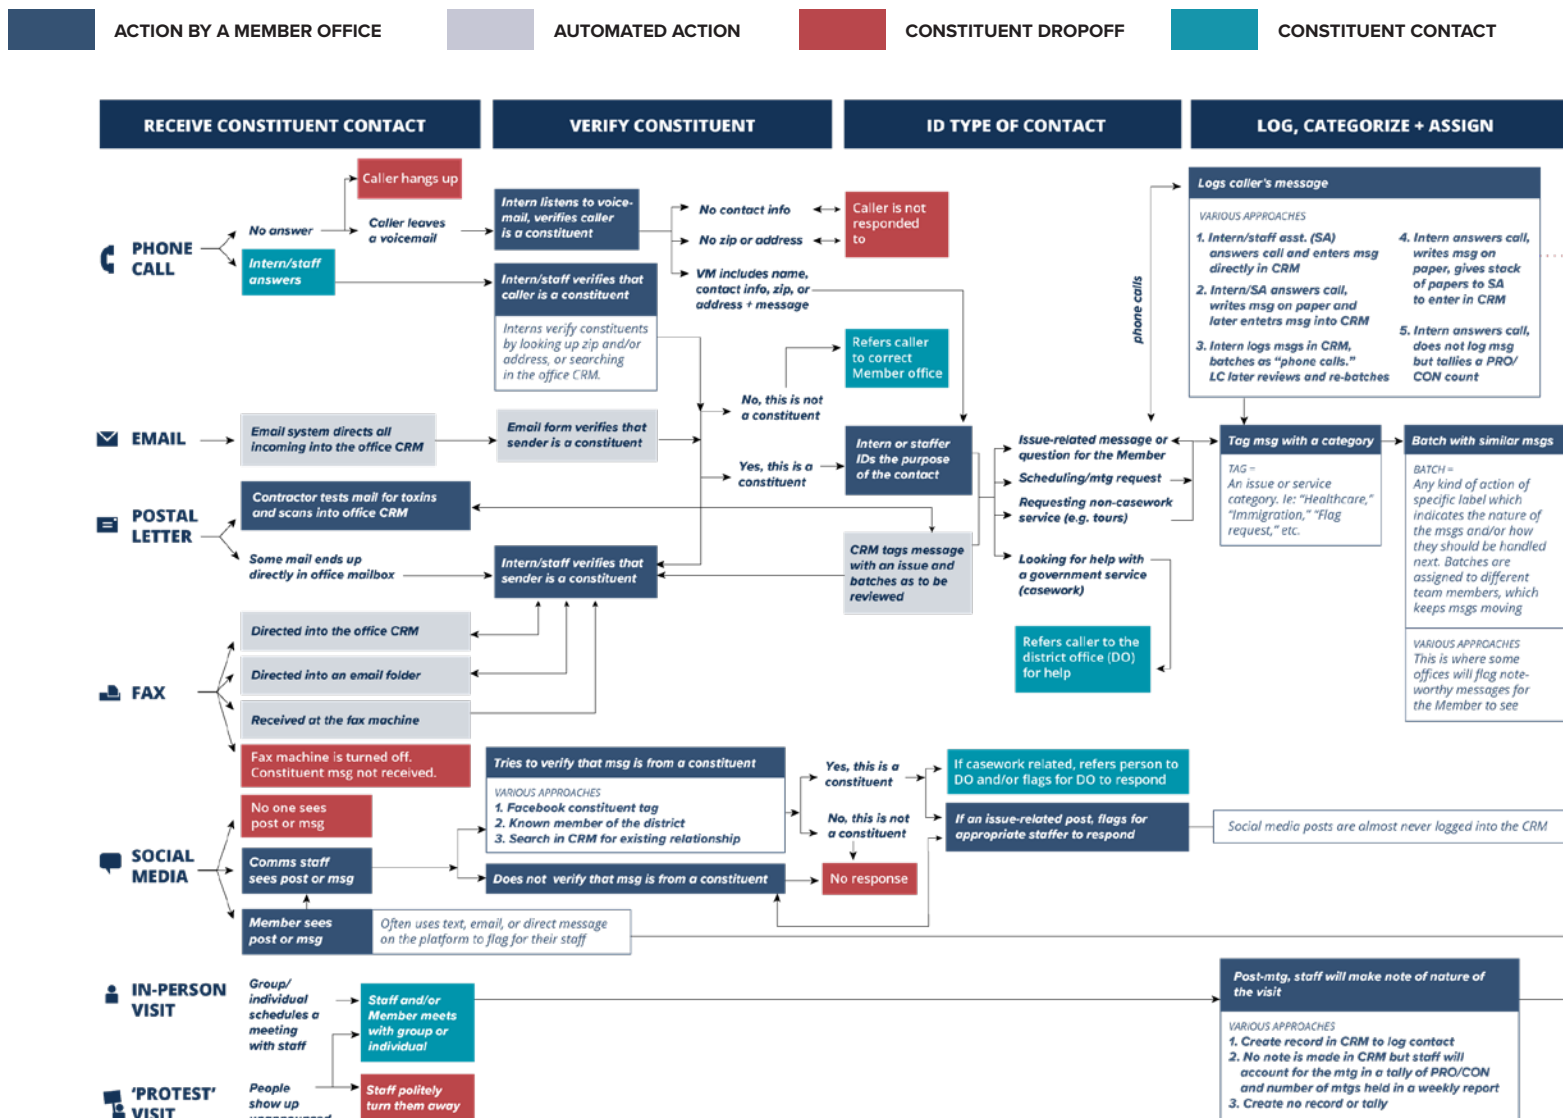 ACTION BY A MEMBER OFFICE
AUTOMATED ACTION
CONSTITUENT DROPOFF
CONSTITUENT CONTACT
RECEIVE CONSTITUENT CONTACT
VERIFY CONSTITUENT
ID TYPE OF CONTACT
LOG, CATEGORIZE + ASSIGN
PHONE
CALL
No answer
Caller hangs up
Caller leaves
a voicemail
Intern/staff
answers
Intern listens to voice-
mail, verifies caller
is a constituent
No contact info
No zip or address
VM includes name,
contact info, zip, or
address + message
Caller is not
responded
to
Intern/staff verifies that
caller is a constituent
Interns verify constituents
by looking up zip and/or
address, or searching
in the office CRM.
Refers caller
to correct
Member office
No, this is not
a constituent
Yes, this is a
constituent
phone calls
Logs caller's message
VARIOUS APPROACHES
1. Intern/staff asst. (SA)
answers call and enters msg
directly in CRM
2. Intern/SA answers call,
writes msg on paper and
later entetrs msg into CRM
3. Intern logs msgs in CRM,
batches as “phone calls.”
LC later reviews and re-batches
4. Intern answers call,
writes msg on
paper, gives stack
of papers to SA
to enter in CRM
5. Intern answers call,
does not log msg
but tallies a PRO/
CON count
EMAIL
Email system directs all
incoming into the office CRM
Email form verifies that
sender is a constituent
Intern or staffer
IDs the purpose
of the contact
Issue-related message or
question for the Member
Scheduling/mtg request
Requesting non-casework
service (e.g. tours)
Looking for help with
a government service
(casework)
Refers caller to the
district office (DO)
for help
Tag msg with a category
TAG =
An issue or service
category. Ie: “Healthcare,”
“Immigration,” “Flag
request,” etc.
Batch with similar msgs
BATCH =
Any kind of action of
specific label which
indicates the nature of
the msgs and/or how
they should be handled
next. Batches are
assigned to different
team members, which
keeps msgs moving
VARIOUS APPROACHES
This is where some
offices will flag note-
worthy messages for
the Member to see
POSTAL
LETTER
Contractor tests mail for toxins
and scans into office CRM
Some mail ends up
directly in office mailbox
Intern/staff verifies that
sender is a constituent
CRM tags message
with an issue and
batches as to be
reviewed
FAX
Directed into the office CRM
Directed into an email folder
Received at the fax machine
Fax machine is turned off.
Constituent msg not received.
SOCIAL
MEDIA
No one sees
post or msg
Comms staff
sees post or msg
Member sees
post or msg
Often uses text, email, or direct message
on the platform to flag for their staff
Tries to verify that msg is from a constituent
VARIOUS APPROACHES
1. Facebook constituent tag
2. Known member of the district
3. Search in CRM for existing relationship
Does not verify that msg is from a constituent
Yes, this is a
constituent
No, this is not
a constituent
No response
If casework related, refers person to
DO and/or flags for DO to respond
If an issue-related post, flags for
appropriate staffer to respond
Social media posts are almost never logged into the CRM
IN-PERSON
VISIT
Group/
individual
schedules a
meeting
with staff
Staff and/or
Member meets
with group or
individual
Post-mtg, staff will make note of nature of
the visit
VARIOUS APPROACHES
1. Create record in CRM to log contact
2. No note is made in CRM but staff will
account for the mtg in a tally of PRO/CON
and number of mtgs held in a weekly report
3. Create no record or tally
'PROTEST'
VISIT
People
show up
Staff politely
turn them away